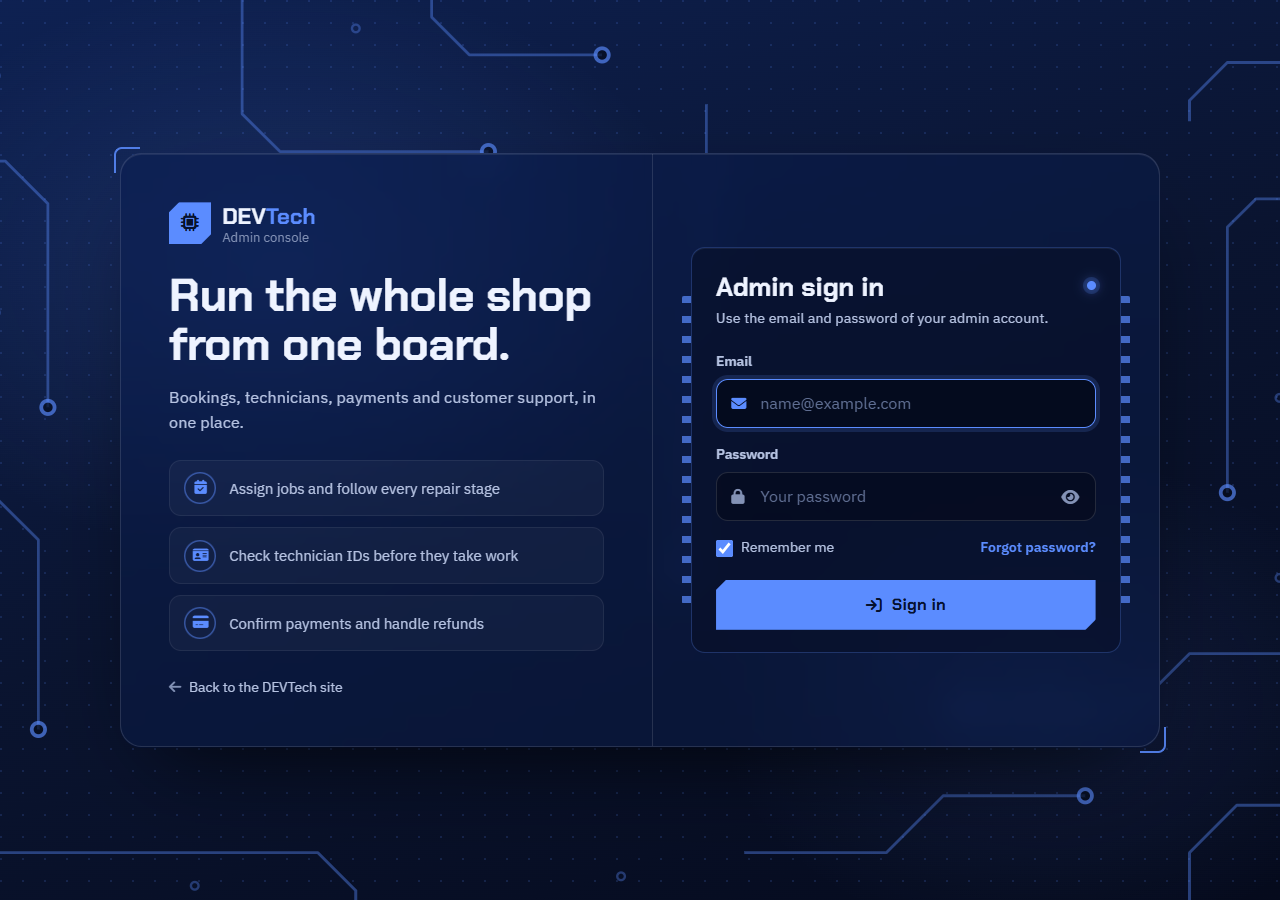 DEVTech
Admin console
Run the whole shop
from one board.
Bookings, technicians, payments and customer support, in
one place.
Assign jobs and follow every repair stage
Check technician IDs before they take work
Confirm payments and handle refunds
Back to the DEVTech site
Admin sign in
Use the email and password of your admin account.
Email
name@example.com
Password
Your password
Remember me
Forgot password?
Sign in